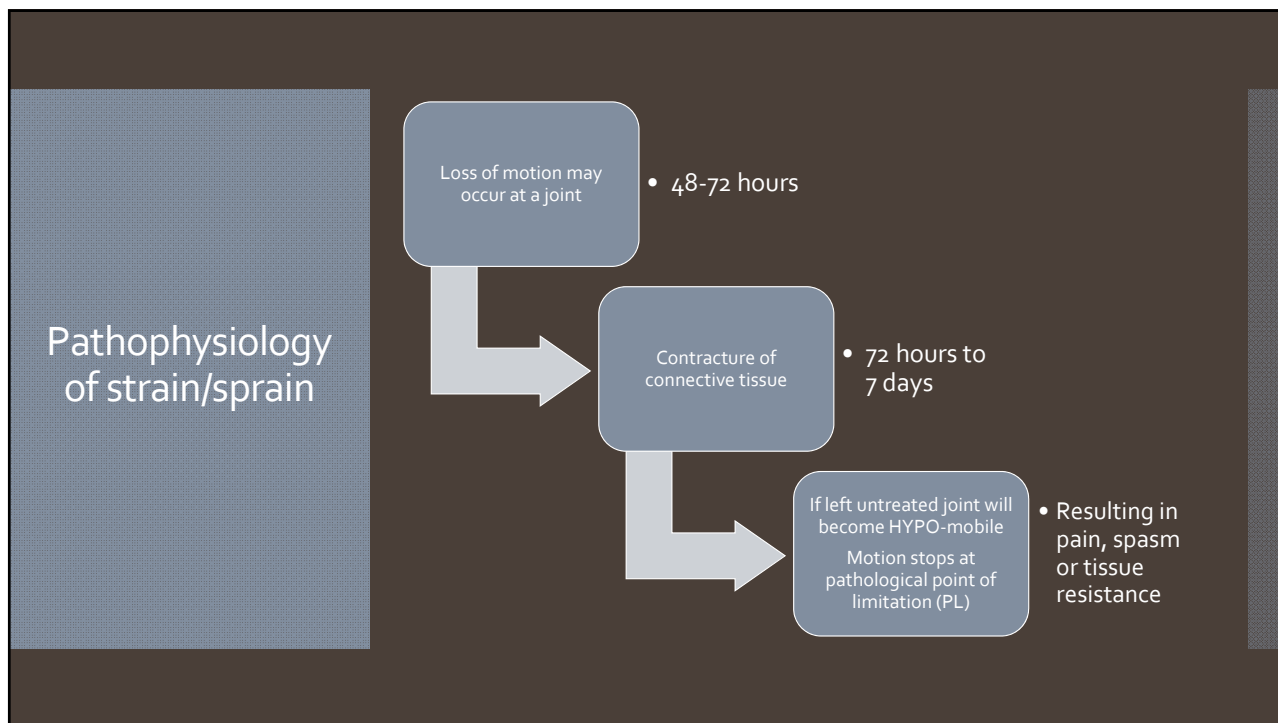 Pathophysiology
of strain/sprain
Loss of motion may
occur at a joint
• 48-72 hours
Contracture of
connective tissue
• 72 hours to
7 days
If left untreated joint will
become HYPO-mobile
Motion stops at
pathological point of
limitation (PL)
• Resulting in
pain, spasm
or tissue
resistance